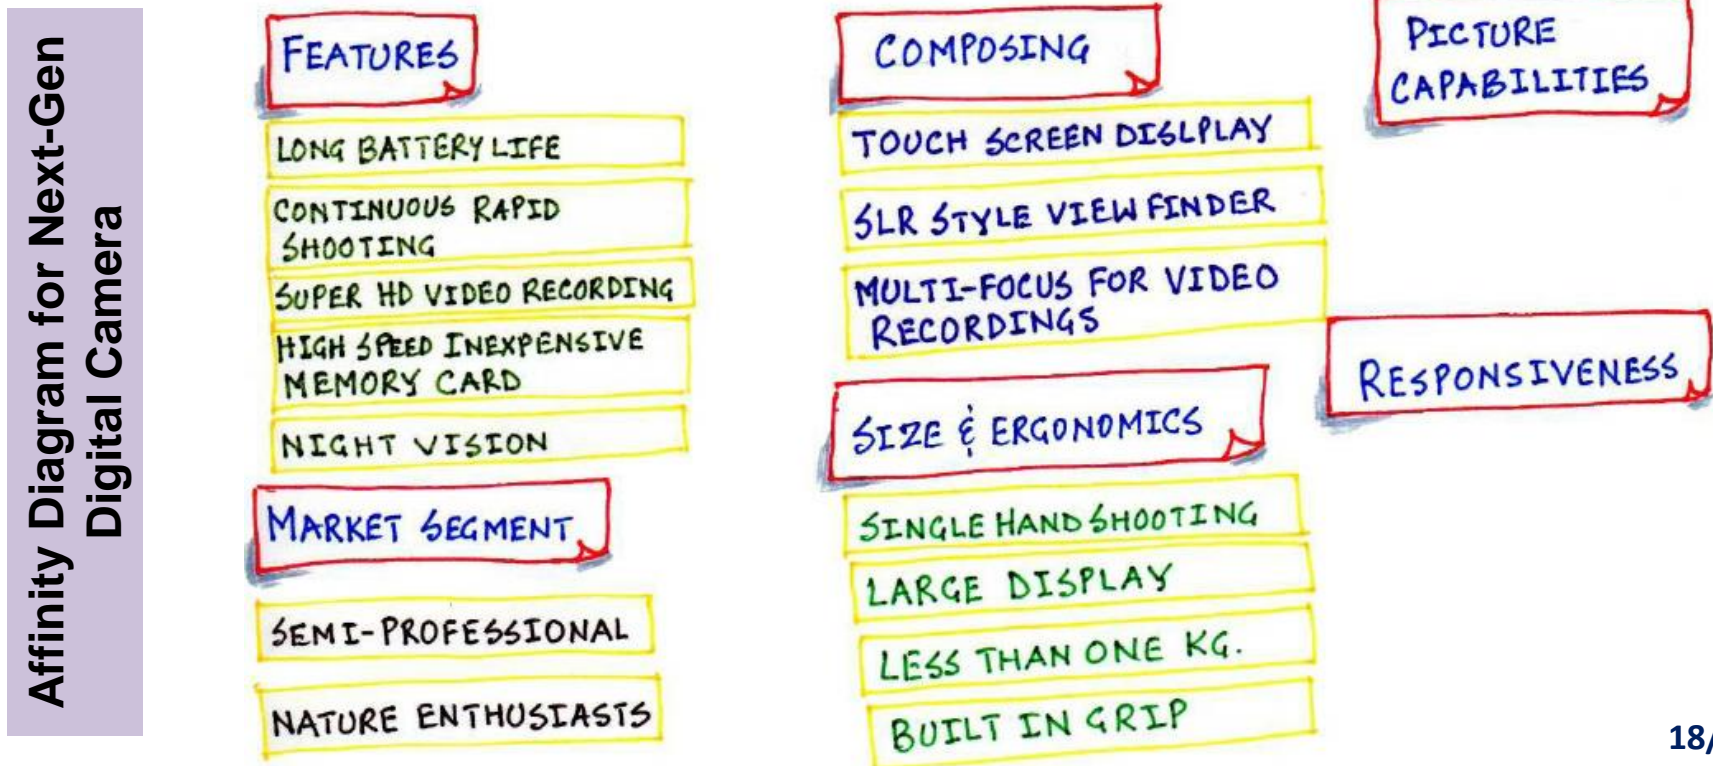 Affinity Diagram for Next-Gen
Digital Camera
FEATURES
LONG BATTERY LIFE
CONTINUOUS RAPID
SHOOTING
SUPER HD VIDEO RECORDING
HIGH SPEED INEXPENSIVE
MEMORY CARD
NIGHT VISION
MARKET SEGMENT
SEMI-PROFESSIONAL
NATURE ENTHUSIASTS
COMPOSING
TOUCH SCREEN DISLPLAY
SLR STYLE VIEW FINDER
MULTI-FOCUS FOR VIDEO
RECORDINGS
SIZE & ERGONOMICS
SINGLE HAND SHOOTING
LARGE DISPLAY
LESS THAN ONE KG.
BUILT IN GRIP
PICTURE
CAPABILITIES
RESPONSIVENESS
18/